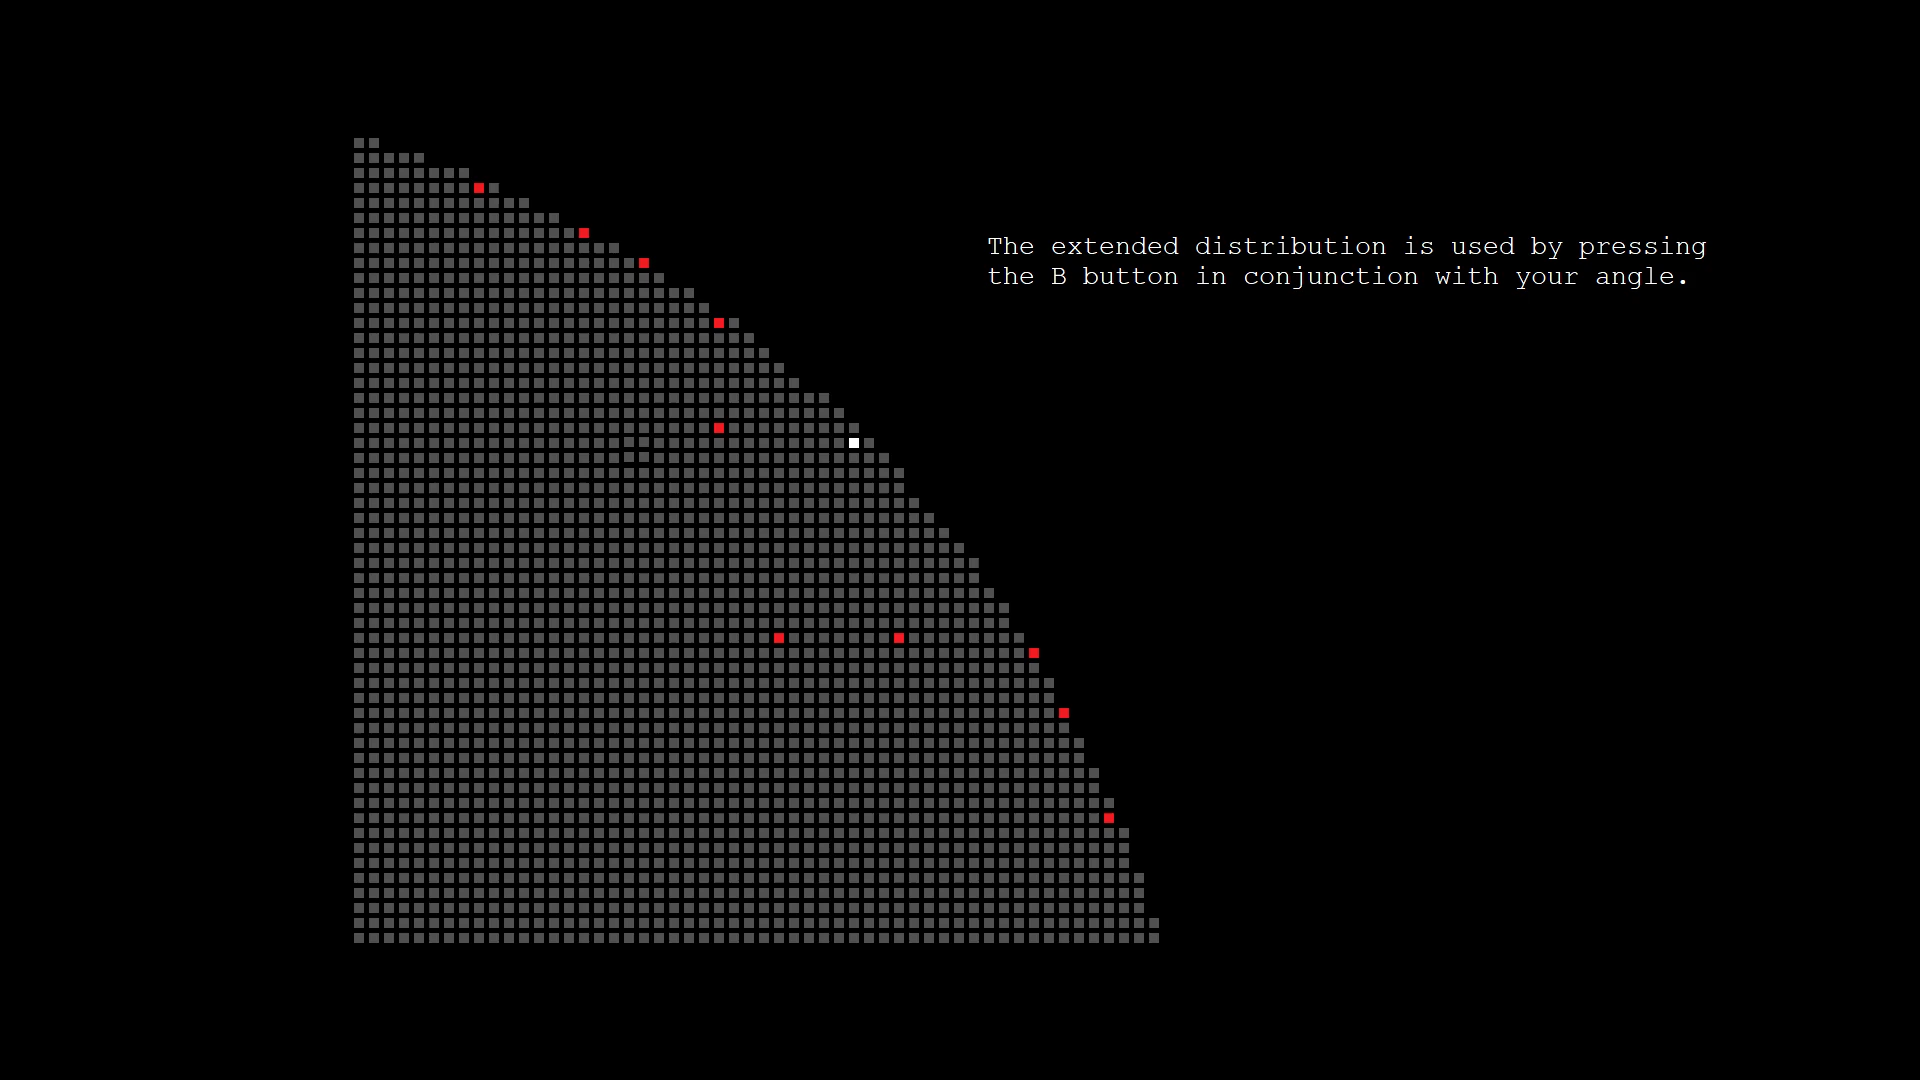 The extended distribution is used by pressing
the B button in conjunction with your angle.